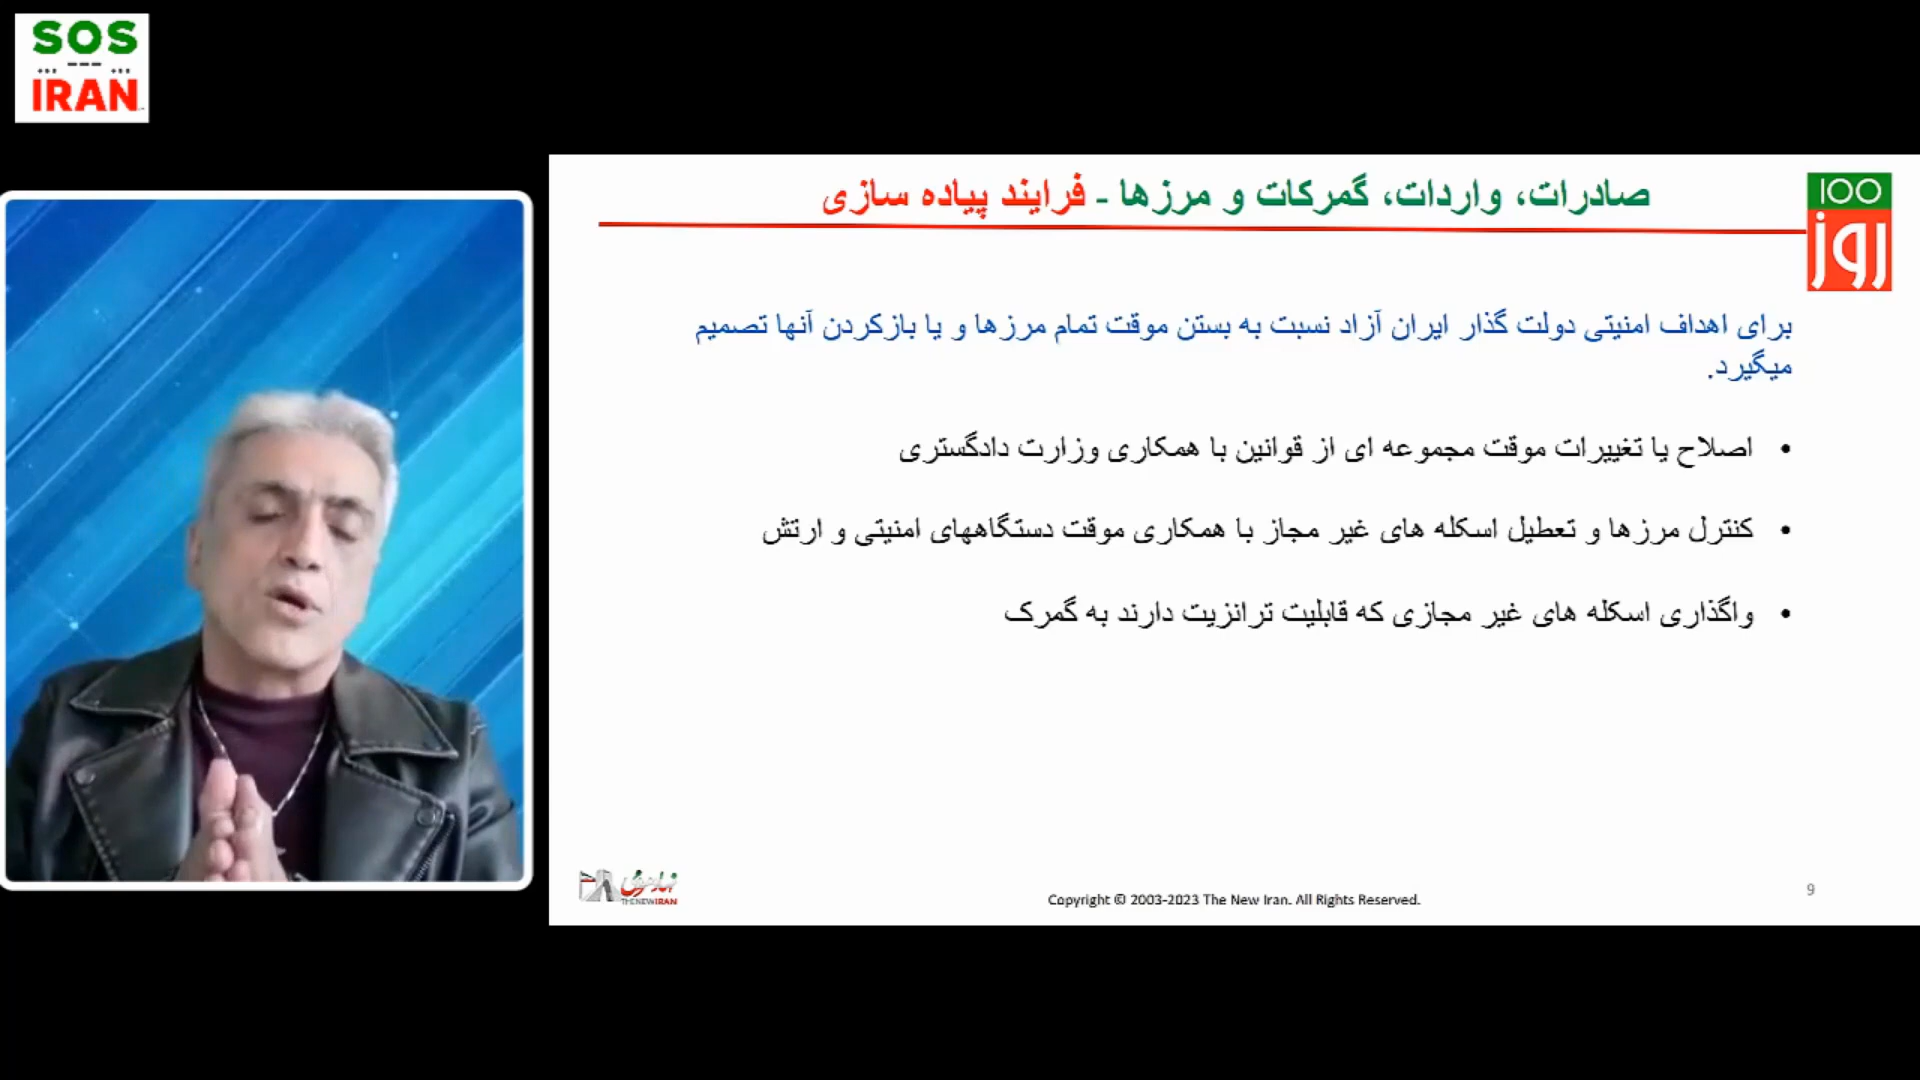 SOS
IRAN
صادرات، واردات، گمرکات و مرزها - فرایند پیاده سازی
100
روز
برای اهداف امنیتی دولت گذار ایران آزاد نسبت به بستن موقت تمام مرزها و یا بازکردن آنها تصمیم
میگیرد.
• اصلاح یا تغییرات موقت مجموعه ای از قوانین با همکاری وزارت دادگستری
• کنترل مرزها و تعطیل اسکله های غیر مجاز با همکاری موقت دستگاههای امنیتی و ارتش
• واگذاری اسکله های غیر مجازی که قابلیت ترانزیت دارند به گمرک
THE NEW IRAN
Copyright © 2003-2023 The New Iran. All Rights Reserved.
9